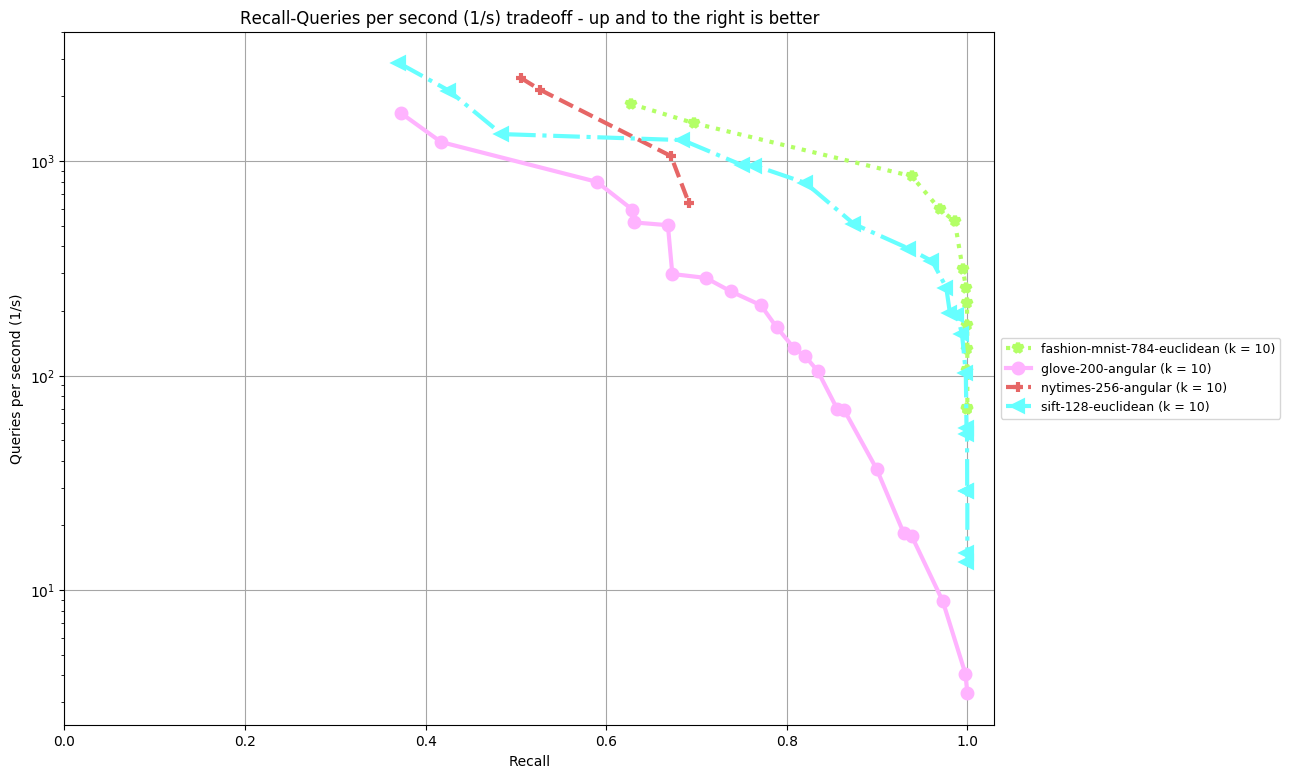 Recall-Queries per second (1/s) tradeoff - up and to the right is better
Queries per second (1/s)
10³
10²
10¹
fashion-mnist-784-euclidean (k = 10)
glove-200-angular (k = 10)
nytimes-256-angular (k = 10)
sift-128-euclidean (k = 10)
0.0 0.2 0.4 0.6 0.8 1.0
Recall